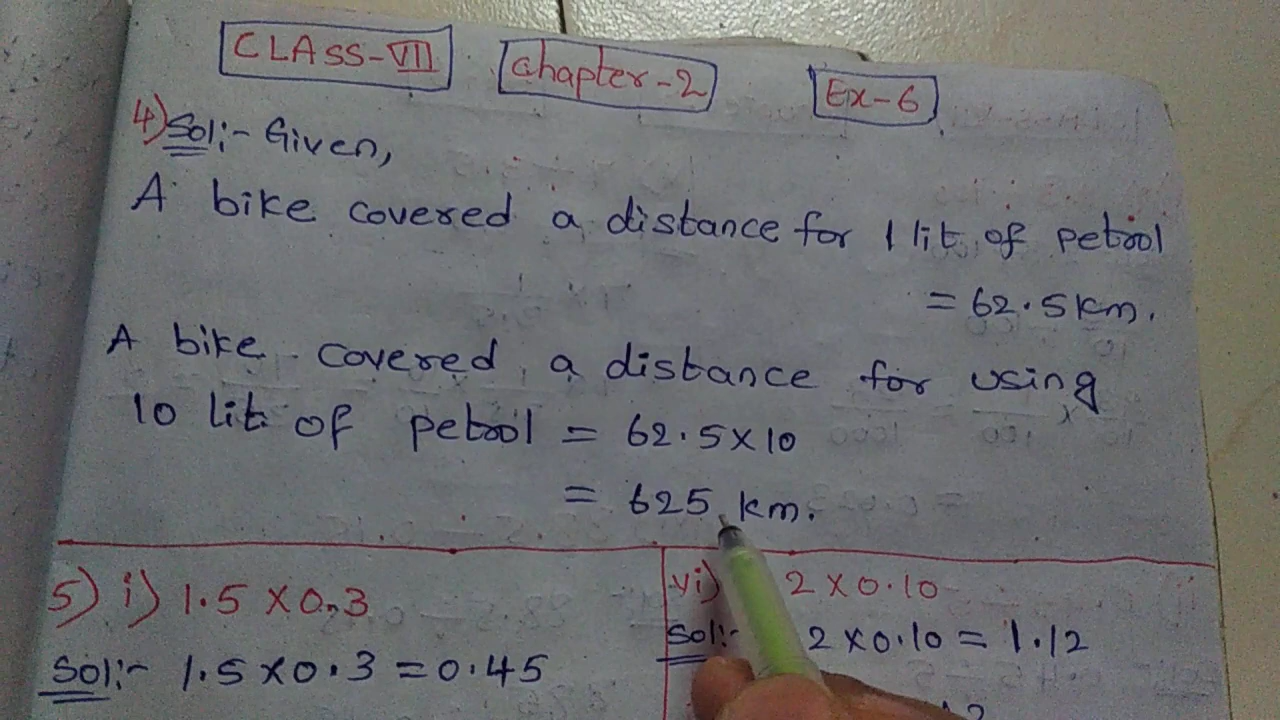 CLASS-VII Chapter-2 Ex-6
4) Sol:- Given,
A bike covered a distance for 1 lit. of petrol
= 62.5 km.
A bike covered a distance for using
10 lit. of petrol = 62.5 x 10
= 625 km.
5) i) 1.5 x 0.3
Sol:- 1.5 x 0.3 = 0.45
vi) 2 x 0.10
Sol:- 2 x 0.10 = 1.12